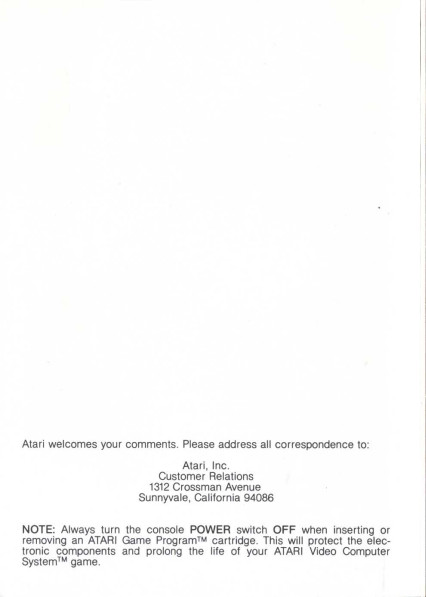 Atari welcomes your comments. Please address all correspondence to:
Atari, Inc.
Customer Relations
1312 Crossman Avenue
Sunnyvale, California 94086
NOTE: Always turn the console POWER switch OFF when inserting or
removing an ATARI Game Program™ cartridge. This will protect the elec-
tronic components and prolong the life of your ATARI Video Computer
System™ game.